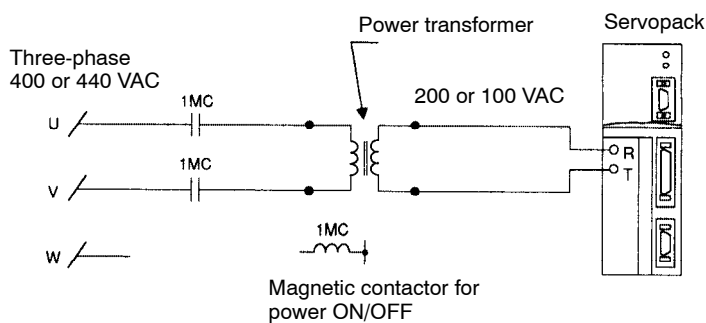 Power transformer
Servopack
Three-phase
400 or 440 VAC
200 or 100 VAC
1MC
U
R
1MC
T
V
1MC
W
Magnetic contactor for
power ON/OFF